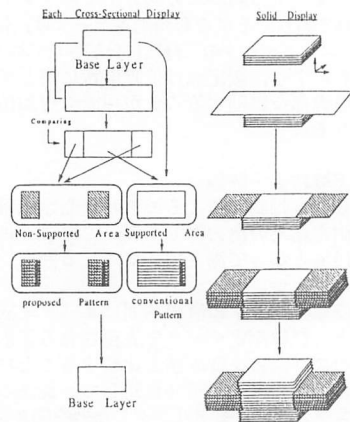 Each Cross-Sectional Display
Solid Display
Base Layer
Comparing
Non-Supported Area
Supported Area
proposed Pattern
conventional
Pattern
Base Layer